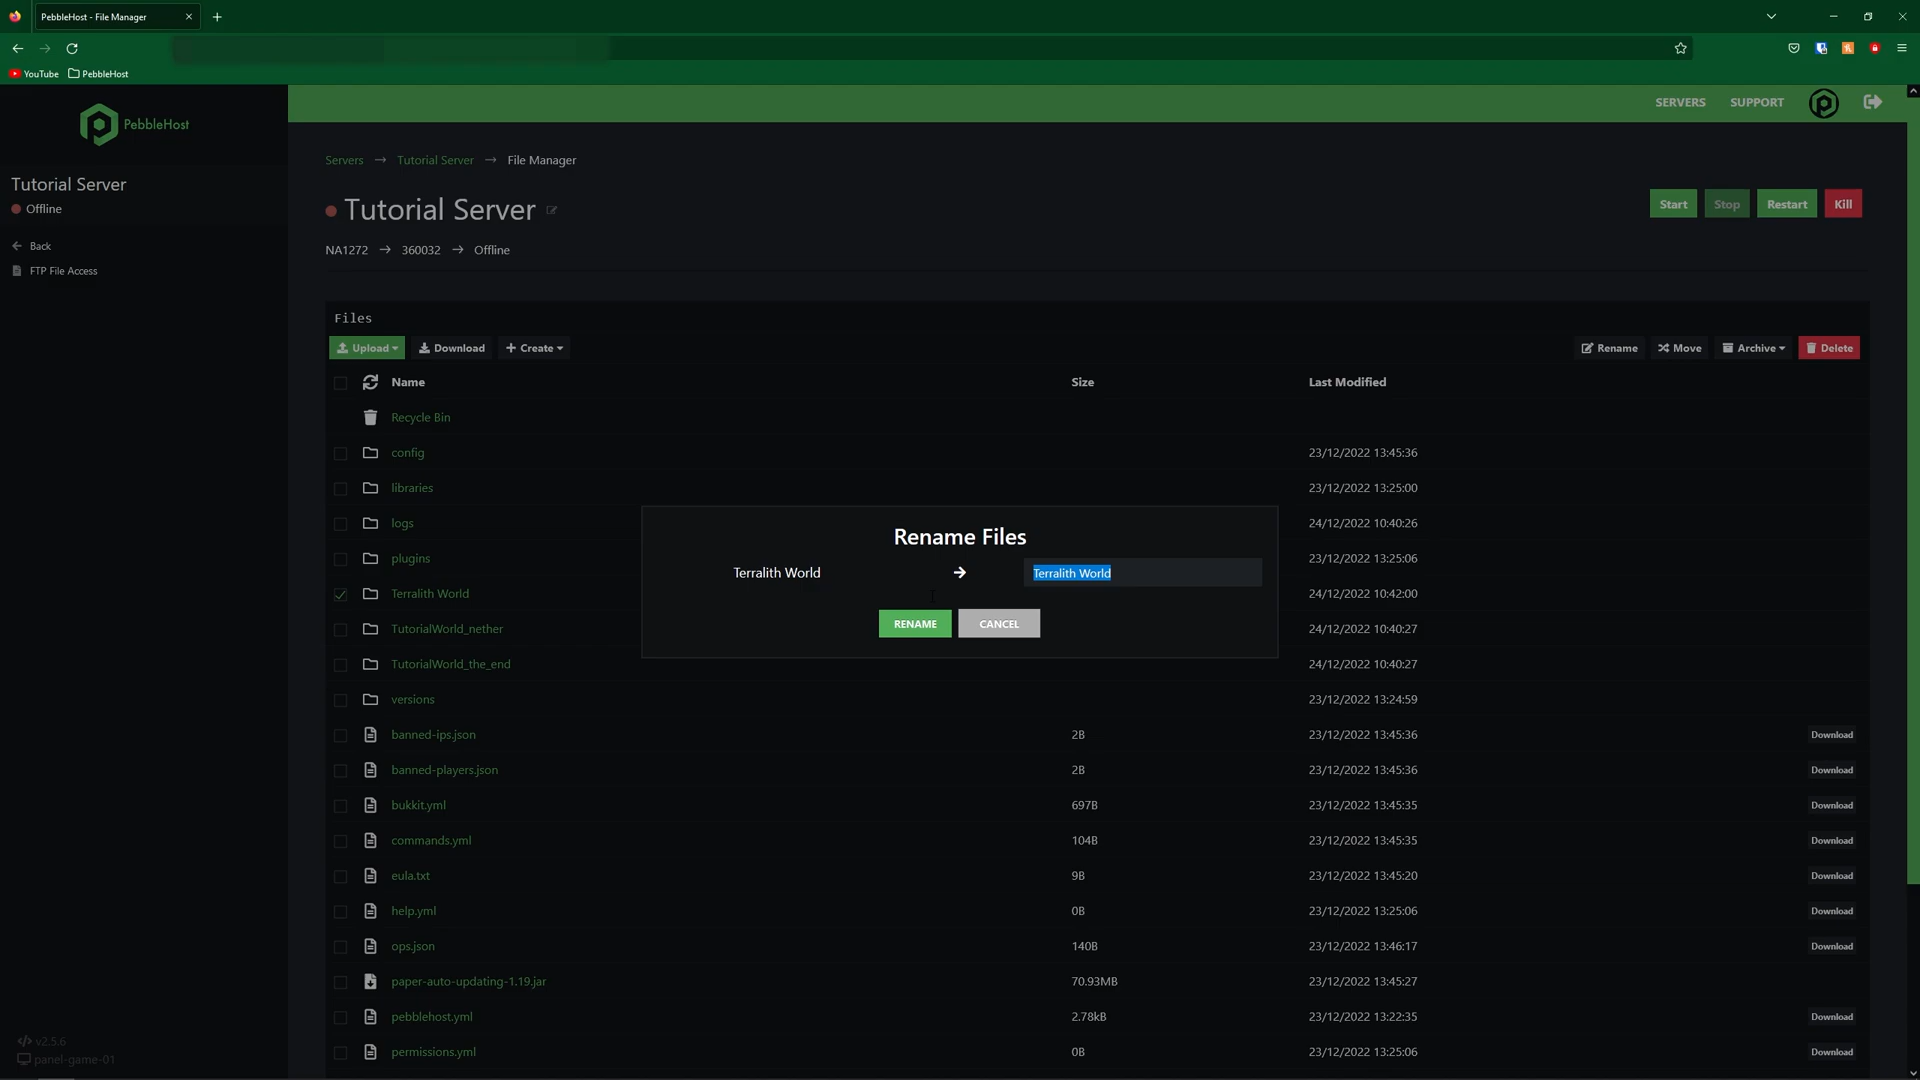 PebbleHost - File Manager
YouTube PebbleHost
PebbleHost
SERVERS SUPPORT
Tutorial Server
Offline
Back
FTP File Access
Servers → Tutorial Server → File Manager
Tutorial Server
Start Stop Restart Kill
NA1272 → 360032 → Offline
Files
Upload Download + Create Rename Move Archive Delete
Name Size Last Modified
Recycle Bin
config 23/12/2022 13:45:36
libraries 23/12/2022 13:25:00
logs 24/12/2022 10:40:26
plugins 23/12/2022 13:25:06
Terralith World 24/12/2022 10:42:00
TutorialWorld_nether 24/12/2022 10:40:27
TutorialWorld_the_end 24/12/2022 10:40:27
versions 23/12/2022 13:24:59
banned-ips.json 2B 23/12/2022 13:45:36 Download
banned-players.json 2B 23/12/2022 13:45:36 Download
bukkit.yml 697B 23/12/2022 13:45:35 Download
commands.yml 104B 23/12/2022 13:45:35 Download
eula.txt 9B 23/12/2022 13:45:20 Download
help.yml 0B 23/12/2022 13:25:06 Download
ops.json 140B 23/12/2022 13:46:17 Download
paper-auto-updating-1.19.jar 70.93MB 23/12/2022 13:45:27
pebblehost.yml 2.78kB 23/12/2022 13:22:35 Download
permissions.yml 0B 23/12/2022 13:25:06 Download
Rename Files
Terralith World → Terralith World
RENAME CANCEL
</> v2.5.6
panel-game-01